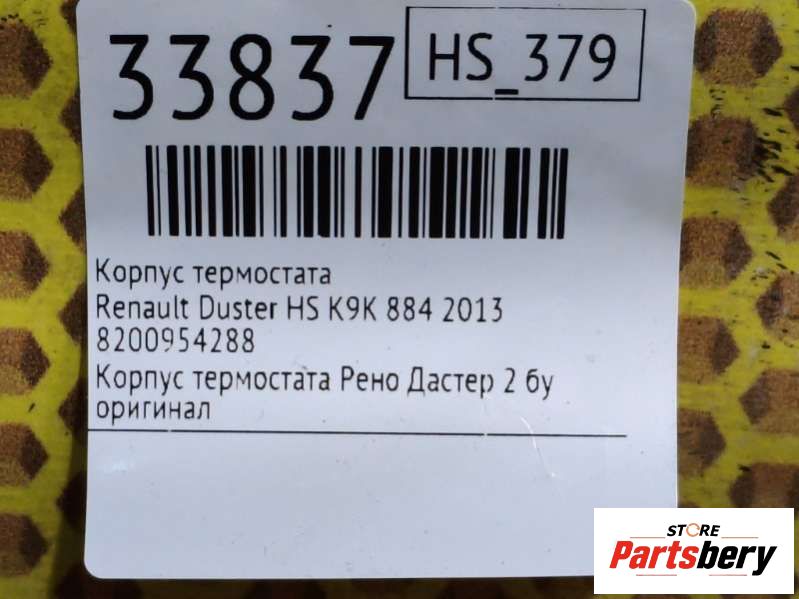 33837
HS_379
Корпус термостата
Renault Duster HS K9K 884 2013
8200954288
Корпус термостата Рено Дастер 2 бу
оригинал
STORE
Partsbery